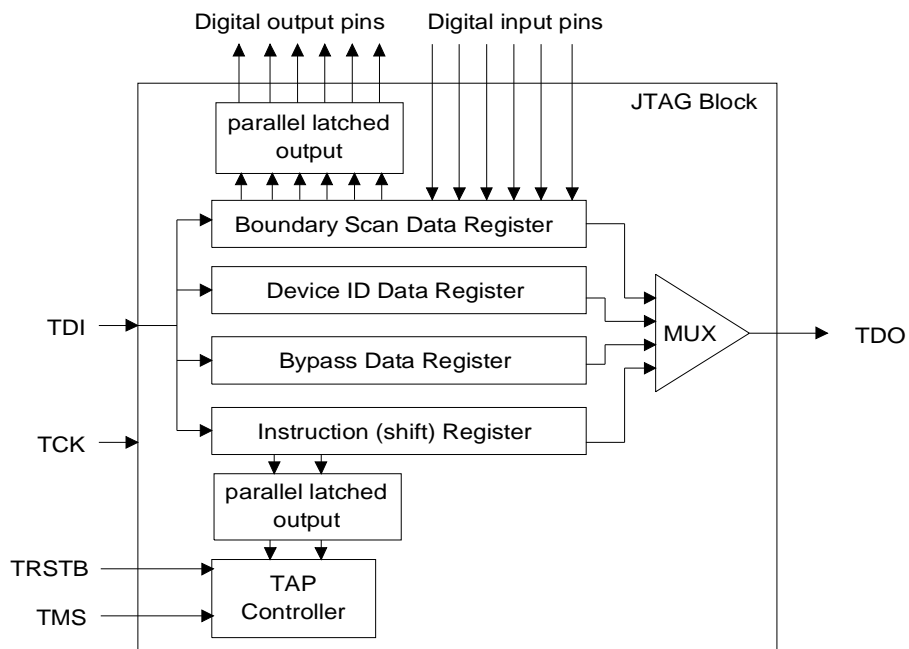 Digital output pins
Digital input pins
JTAG Block
parallel latched
output
Boundary Scan Data Register
Device ID Data Register
TDI
MUX
TDO
Bypass Data Register
TCK
Instruction (shift) Register
parallel latched
output
TRSTB
TAP
Controller
TMS